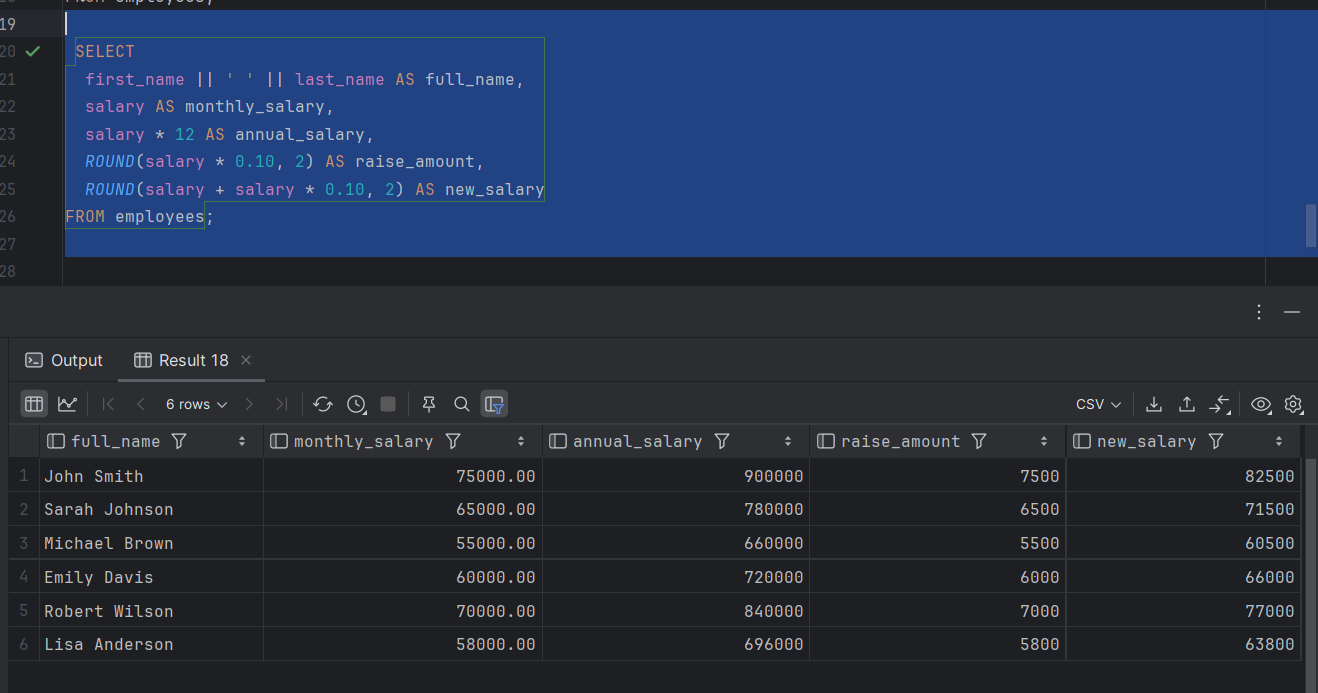 19
20 SELECT
21 first_name || ' ' || last_name AS full_name,
22 salary AS monthly_salary,
23 salary * 12 AS annual_salary,
24 ROUND(salary * 0.10, 2) AS raise_amount,
25 ROUND(salary + salary * 0.10, 2) AS new_salary
26 FROM employees;
27
28
Output Result 18
6 rows CSV
full_name monthly_salary annual_salary raise_amount new_salary
1 John Smith 75000.00 900000 7500 82500
2 Sarah Johnson 65000.00 780000 6500 71500
3 Michael Brown 55000.00 660000 5500 60500
4 Emily Davis 60000.00 720000 6000 66000
5 Robert Wilson 70000.00 840000 7000 77000
6 Lisa Anderson 58000.00 696000 5800 63800